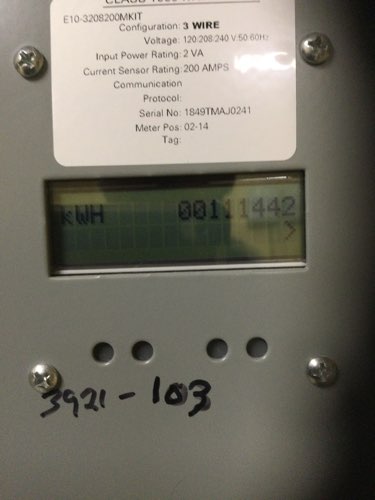 E10-3208200MKIT
Configuration: 3 WIRE
Voltage: 120:208:240 V:50:60Hz
Input Power Rating: 2 VA
Current Sensor Rating: 200 AMPS
Communication
Protocol:
Serial No: 1849TMAJ0241
Meter Pos: 02-14
Tag:
kWH 00111442
>
3921-103